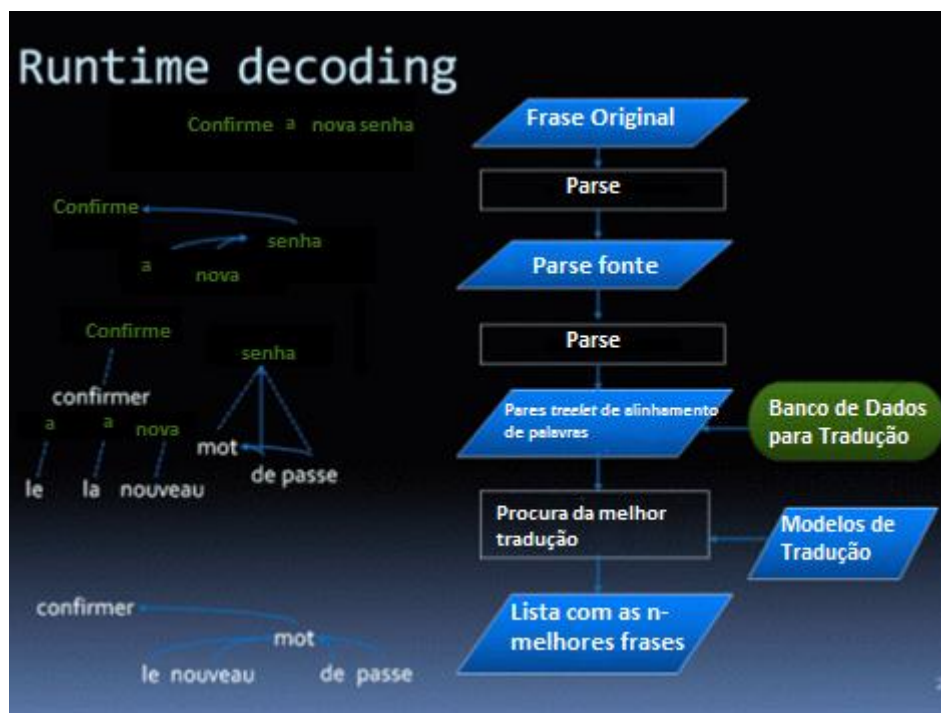 Runtime decoding
Confirme a nova senha
Confirme
senha
a
nova
Confirme
senha
confirmer
a a nova
mot
de passe
le la nouveau
confirmer
mot
le nouveau de passe
Frase Original
Parse
Parse fonte
Parse
Pares treelet de alinhamento
de palavras
Banco de Dados
para Tradução
Procura da melhor
tradução
Modelos de
Tradução
Lista com as n-
melhores frases